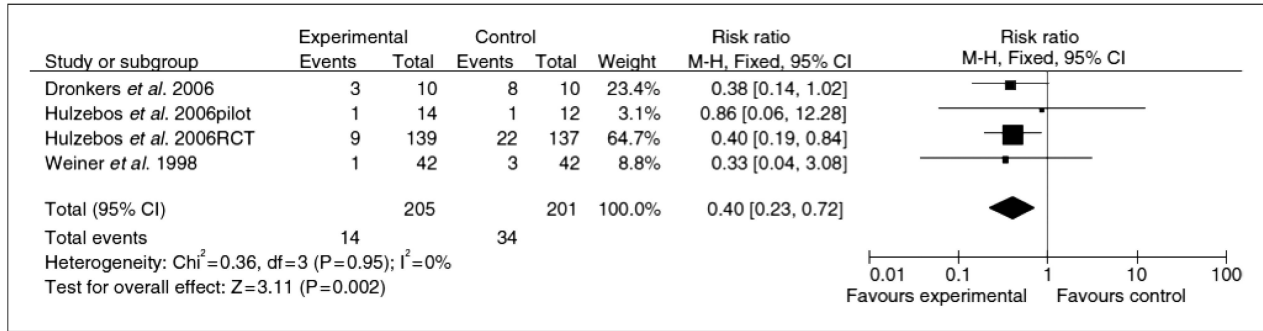 Experimental Control Risk ratio Risk ratio
Study or subgroup Events Total Events Total Weight M-H, Fixed, 95% CI M-H, Fixed, 95% CI
Dronkers et al. 2006 3 10 8 10 23.4% 0.38 [0.14, 1.02]
Hulzebos et al. 2006pilot 1 14 1 12 3.1% 0.86 [0.06, 12.28]
Hulzebos et al. 2006RCT 9 139 22 137 64.7% 0.40 [0.19, 0.84]
Weiner et al. 1998 1 42 3 42 8.8% 0.33 [0.04, 3.08]
Total (95% CI) 205 201 100.0% 0.40 [0.23, 0.72]
Total events 14 34
Heterogeneity: Chi²=0.36, df=3 (P=0.95); I²=0%
Test for overall effect: Z=3.11 (P=0.002)
0.01 0.1 1 10 100
Favours experimental Favours control